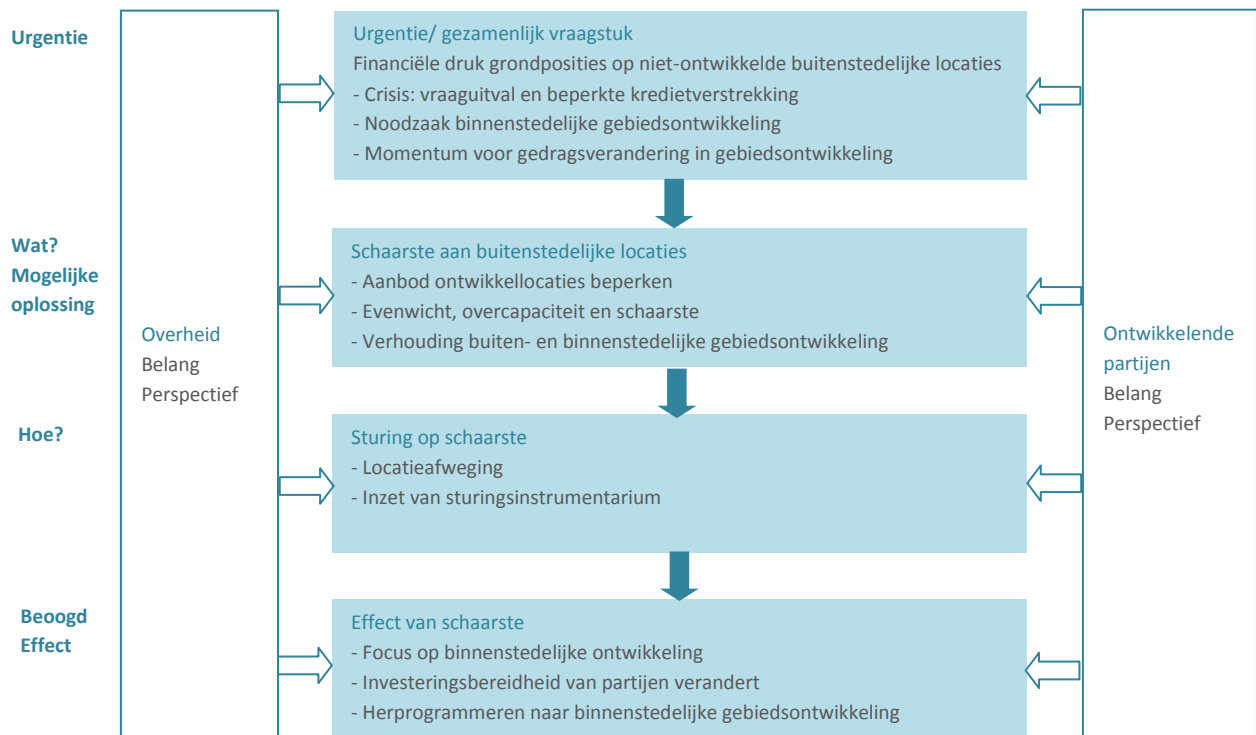 Urgentie
Urgentie/ gezamenlijk vraagstuk
Financiële druk grondposities op niet-ontwikkelde buitenstedelijke locaties
- Crisis: vraaguitval en beperkte kredietverstrekking
- Noodzaak binnenstedelijke gebiedsontwikkeling
- Momentum voor gedragsverandering in gebiedsontwikkeling
Wat?
Mogelijke
oplossing
Schaarste aan buitenstedelijke locaties
- Aanbod ontwikkellocaties beperken
- Evenwicht, overcapaciteit en schaarste
- Verhouding buiten- en binnenstedelijke gebiedsontwikkeling
Overheid
Belang
Perspectief
Ontwikkelende
partijen
Belang
Perspectief
Hoe?
Sturing op schaarste
- Locatieafweging
- Inzet van sturingsinstrumentarium
Beoogd
Effect
Effect van schaarste
- Focus op binnenstedelijke ontwikkeling
- Investeringsbereidheid van partijen verandert
- Herprogrammeren naar binnenstedelijke gebiedsontwikkeling